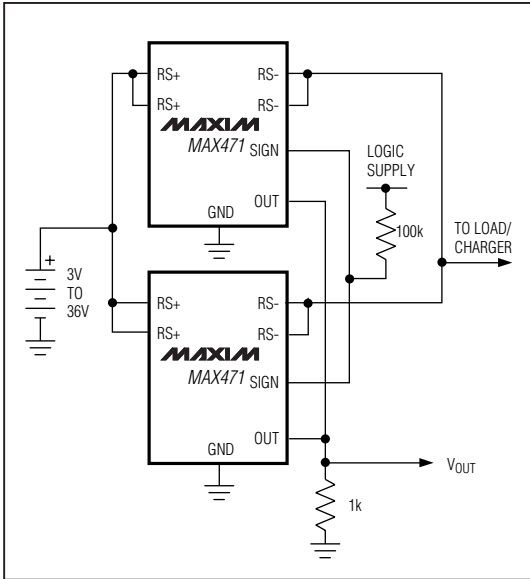 RS+
RS-
RS+
RS-
MAXIM
MAX471
SIGN
OUT
GND
LOGIC
SUPPLY
100k
TO LOAD/
CHARGER
+
3V
TO
36V
RS+
RS-
RS+
RS-
MAXIM
MAX471
SIGN
OUT
GND
VOUT
1k